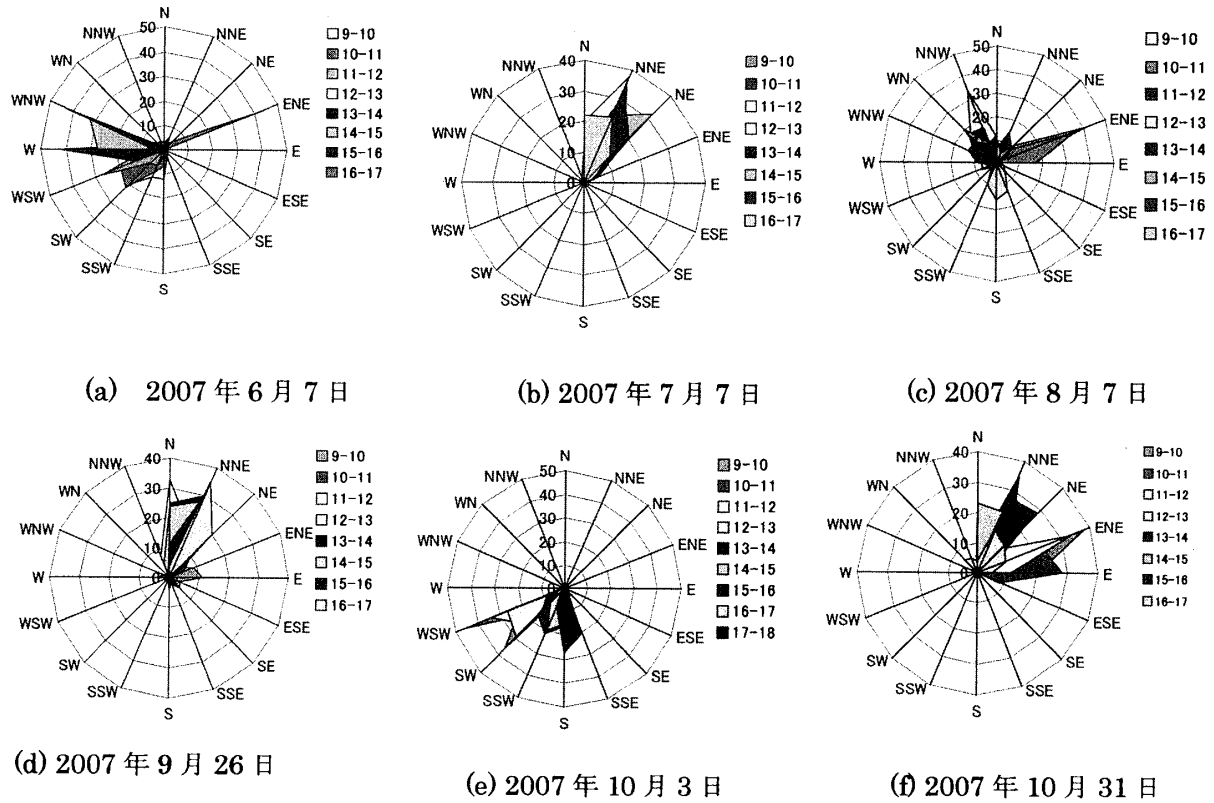 N
NNE
NE
ENE
E
ESE
SE
SSE
S
SSW
SW
WSW
W
WNW
WN
NNW
50
40
30
20
10
0
9-10
10-11
11-12
12-13
13-14
14-15
15-16
16-17
(a) 2007 年 6 月 7 日
N
NNE
NE
ENE
E
ESE
SE
SSE
S
SSW
SW
WSW
W
WNW
WN
NNW
40
30
20
10
0
9-10
10-11
11-12
12-13
13-14
14-15
15-16
16-17
(b) 2007 年 7 月 7 日
N
NNE
NE
ENE
E
ESE
SE
SSE
S
SSW
SW
WSW
W
WNW
WN
NNW
50
40
30
20
9-10
10-11
11-12
12-13
13-14
14-15
15-16
16-17
(c) 2007 年 8 月 7 日
N
NNE
NE
ENE
E
ESE
SE
SSE
S
SSW
SW
WSW
W
WNW
WN
NNW
40
30
20
10
0
9-10
10-11
11-12
12-13
13-14
14-15
15-16
16-17
(d) 2007 年 9 月 26 日
N
NNE
NE
ENE
E
ESE
SE
SSE
S
SSW
SW
WSW
W
WNW
WN
NNW
50
40
30
20
10
0
9-10
10-11
11-12
12-13
13-14
14-15
15-16
16-17
17-18
(e) 2007 年 10 月 3 日
N
NNE
NE
ENE
E
ESE
SE
SSE
S
SSW
SW
WSW
W
WNW
WN
NNW
40
30
20
10
0
9-10
10-11
11-12
12-13
13-14
14-15
15-16
16-17
(f) 2007 年 10 月 31 日